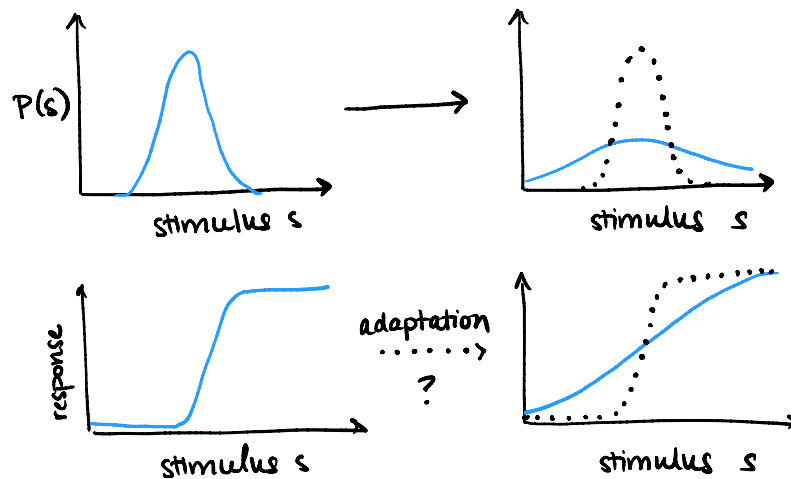 P(s)
stimulus s
stimulus s
response
adaptation
?
stimulus s
stimulus s